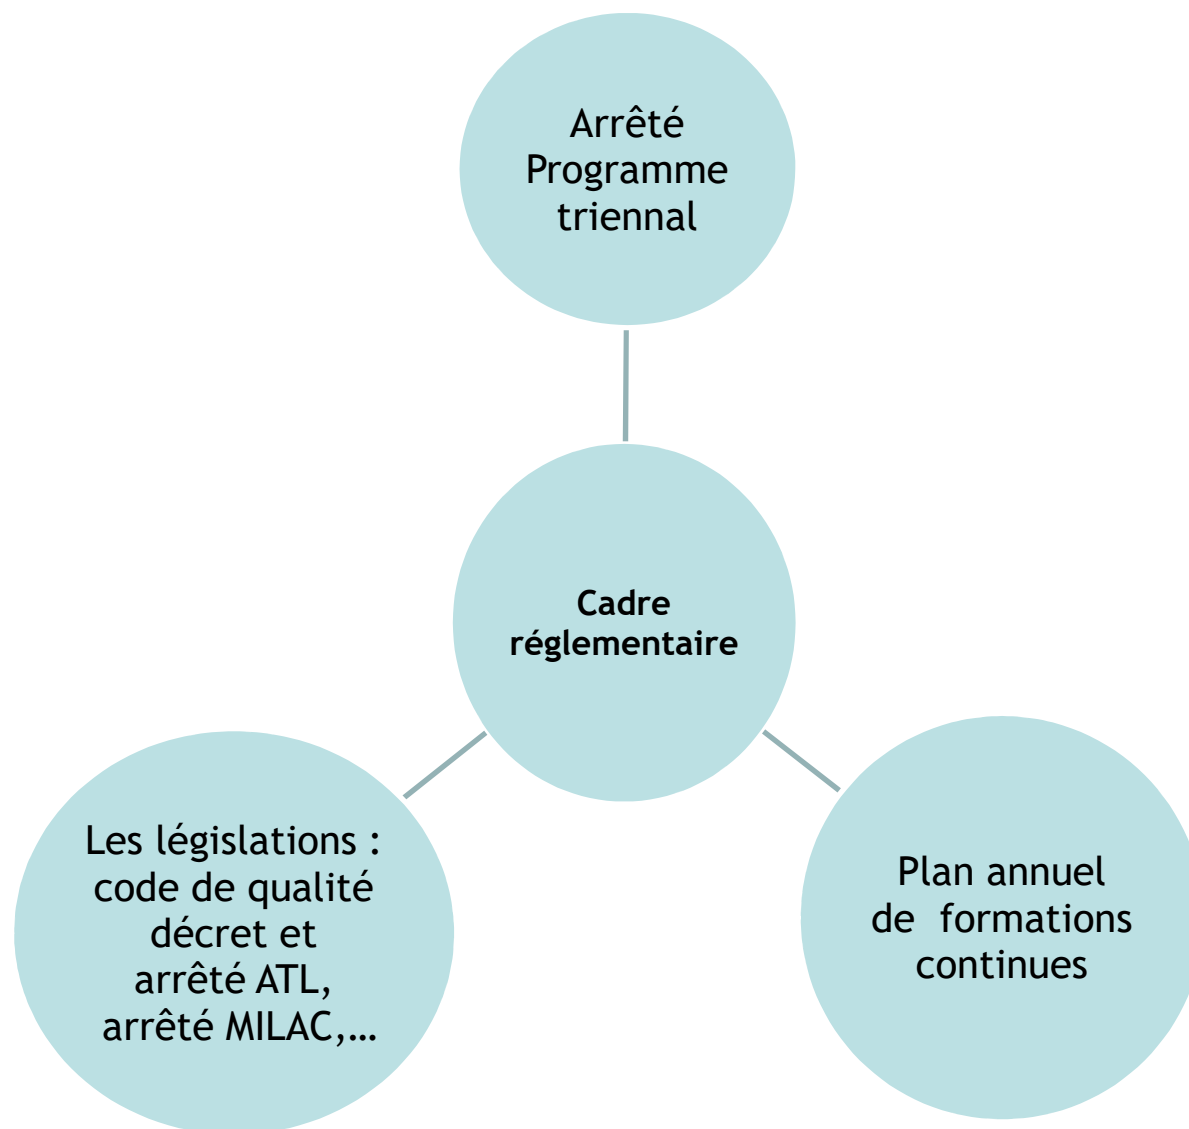 Arrêté
Programme
triennal
Cadre
réglementaire
Les législations :
code de qualité
décret et
arrêté ATL,
arrêté MILAC,…
Plan annuel
de  formations
continues